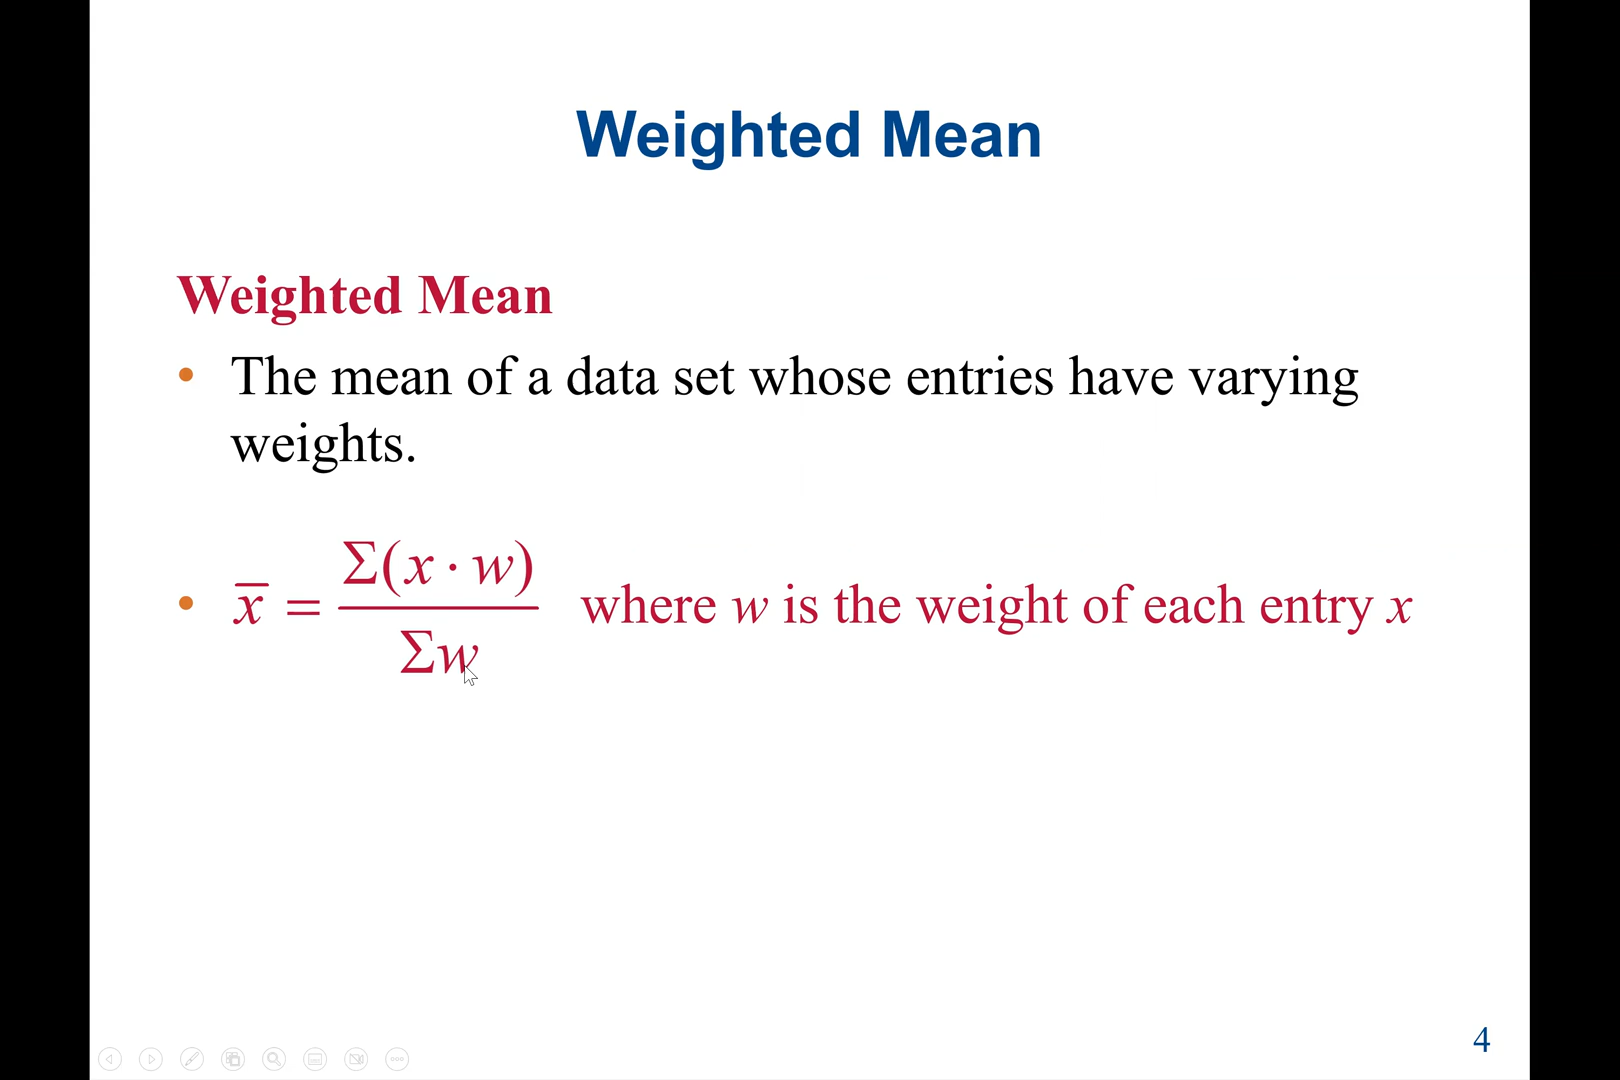 Weighted Mean
Weighted Mean
• The mean of a data set whose entries have varying
weights.
• x̅ = Σ(x · w) / Σw where w is the weight of each entry x
4